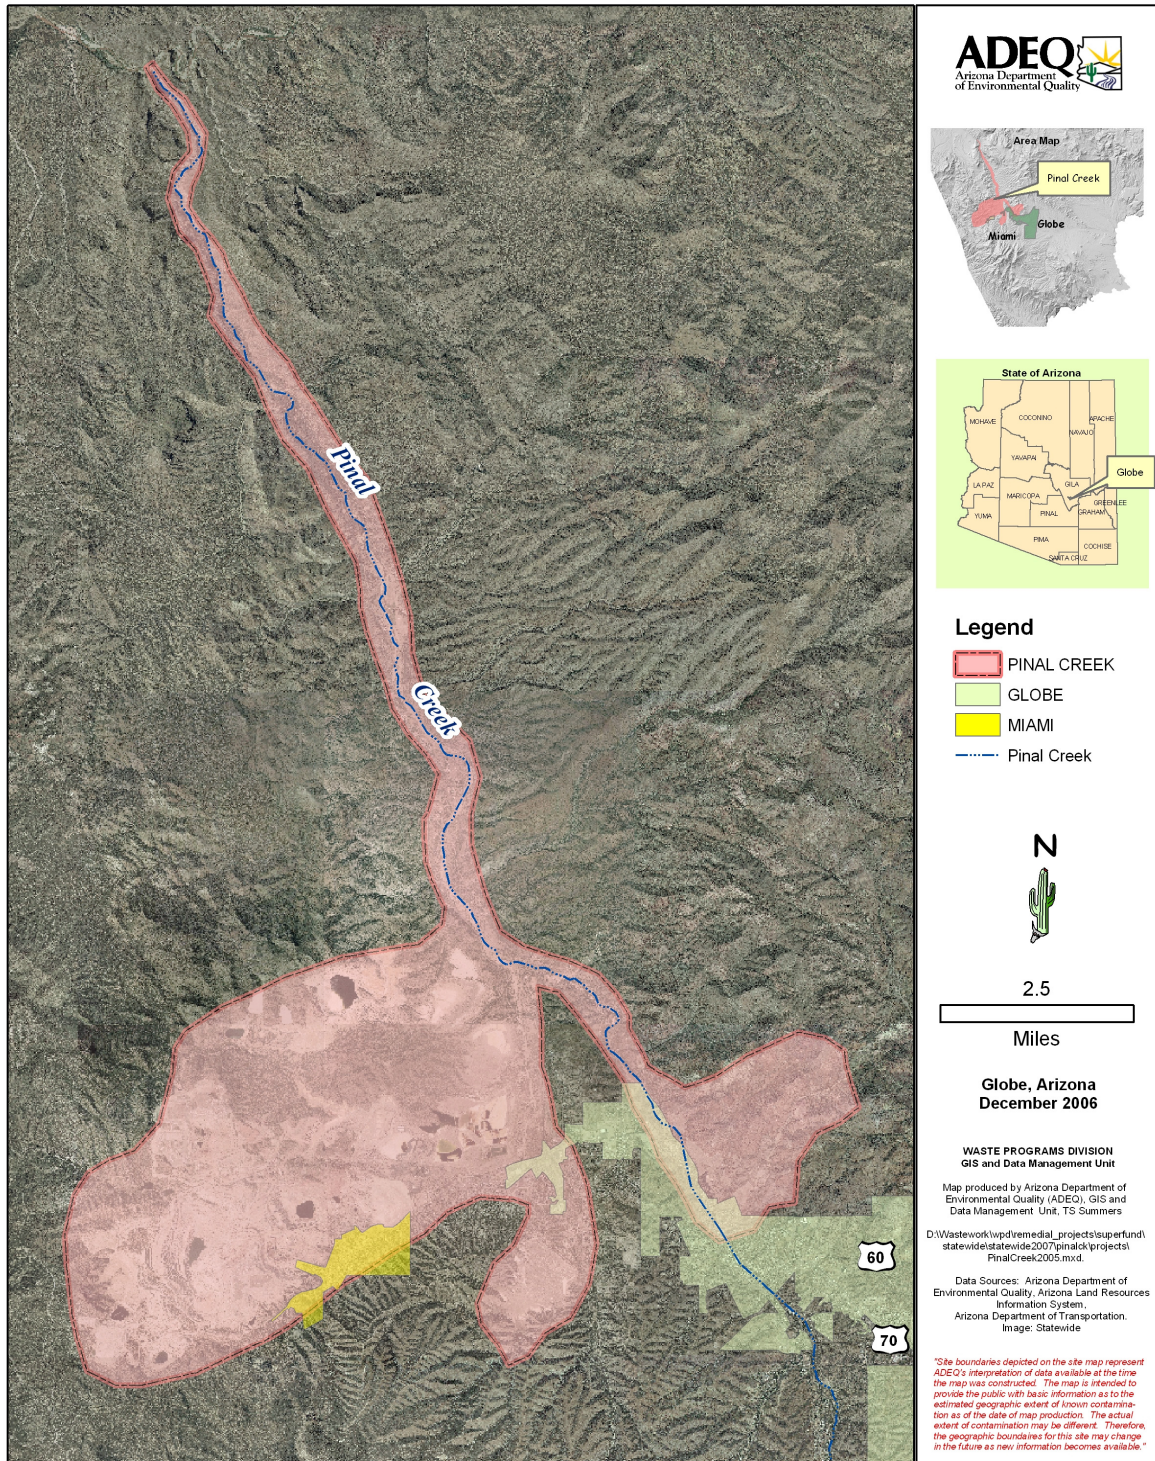 Pinal
Creek
60
70
ADEQ
Arizona Department
of Environmental Quality
Area Map
Pinal Creek
Globe
Miami
State of Arizona
MOHAVE
COCONINO
APACHE
NAVAJO
YAVAPAI
Globe
LA PAZ
GILA
MARICOPA
GREENLEE
YUMA
PINAL
GRAHAM
PIMA
COCHISE
SANTA CRUZ
Legend
PINAL CREEK
GLOBE
MIAMI
Pinal Creek
N
2.5
Miles
Globe, Arizona
December 2006
WASTE PROGRAMS DIVISION
GIS and Data Management Unit
Map produced by Arizona Department of
Environmental Quality (ADEQ), GIS and
Data Management Unit, TS Summers
D:\Wastework\wpd\remedial_projects\superfund\
statewide\statewide2007\pinalck\projects\
PinalCreek2005.mxd.
Data Sources: Arizona Department of
Environmental Quality, Arizona Land Resources
Information System,
Arizona Department of Transportation.
Image: Statewide
"Site boundaries depicted on the site map represent
ADEQ's interpretation of data available at the time
the map was constructed. The map is intended to
provide the public with basic information as to the
estimated geographic extent of known contamina-
tion as of the date of map production. The actual
extent of contamination may be different. Therefore,
the geographic boundaires for this site may change
in the future as new information becomes available."